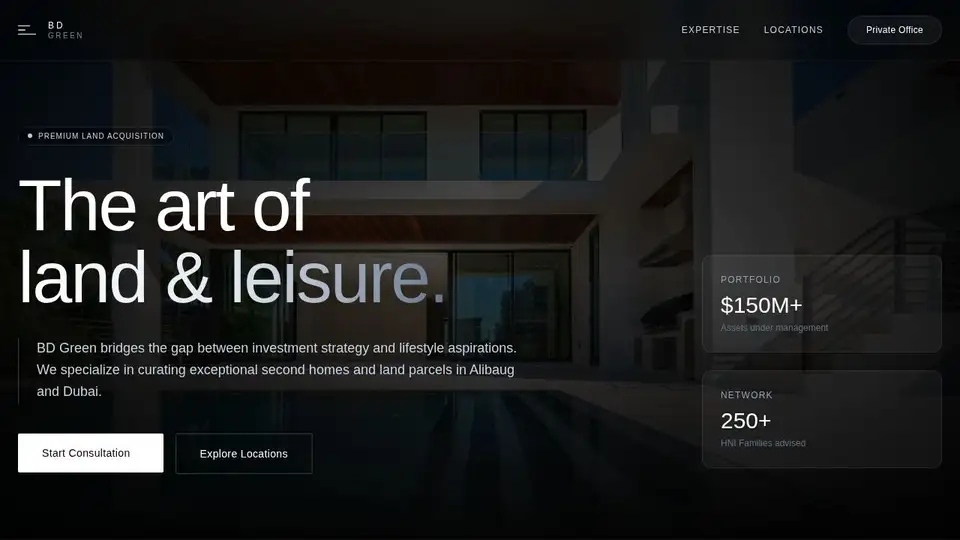 BD
GREEN
EXPERTISE
LOCATIONS
Private Office
PREMIUM LAND ACQUISITION
The art of
land & leisure.
BD Green bridges the gap between investment strategy and lifestyle aspirations.
We specialize in curating exceptional second homes and land parcels in Alibaug
and Dubai.
Start Consultation
Explore Locations
PORTFOLIO
$150M+
Assets under management
NETWORK
250+
HNI Families advised